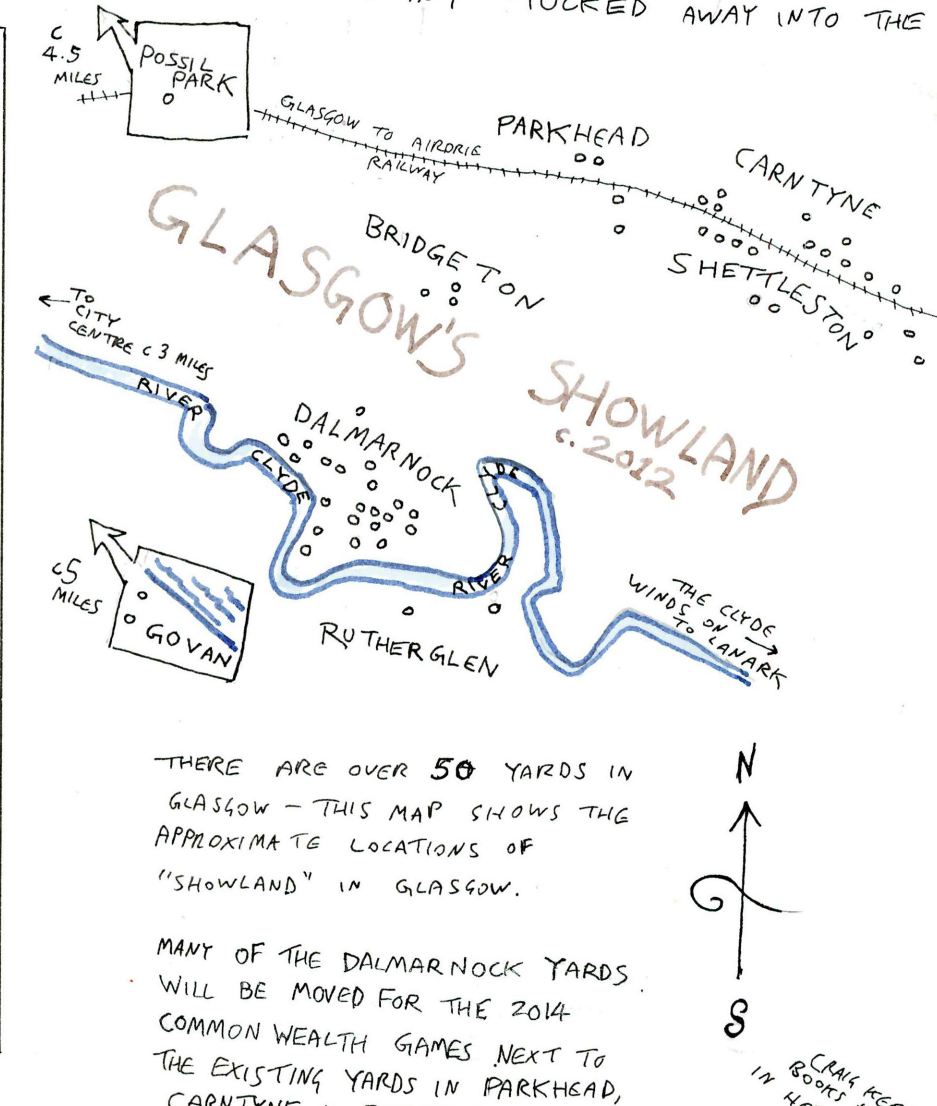 TUCKED AWAY INTO THE
C
4.5
MILES
POSSIL
PARK
GLASGOW TO AIRDRIE
RAILWAY
PARKHEAD
CARNTYNE
BRIDGETON
SHETTLESTON
GLASGOW'S SHOWLAND
c. 2012
← TO
CITY
CENTRE C 3 MILES
RIVER
CLYDE
DALMARNOCK
CLYDE
RIVER
C5
MILES
GOVAN
RUTHERGLEN
THE CLYDE
WINDS ON →
TO LANARK
THERE ARE OVER 50 YARDS IN
GLASGOW – THIS MAP SHOWS THE
APPROXIMATE LOCATIONS OF
"SHOWLAND" IN GLASGOW.
N
S
MANY OF THE DALMARNOCK YARDS
WILL BE MOVED FOR THE 2014
COMMONWEALTH GAMES NEXT TO
THE EXISTING YARDS IN PARKHEAD,
CARNTYNE
CRAIG
BOOKS
IN